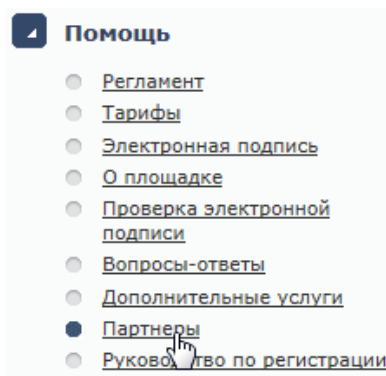 Помощь
Регламент
Тарифы
Электронная подпись
О площадке
Проверка электронной
подписи
Вопросы-ответы
Дополнительные услуги
Партнеры
Руководство по регистрации